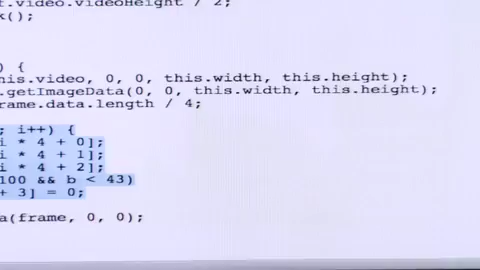 t.video.videoHeight / 2;
k();
) {
his.video, 0, 0, this.width, this.height);
.getImageData(0, 0, this.width, this.height);
rame.data.length / 4;
; i++) {
i * 4 + 0];
i * 4 + 1];
i * 4 + 2];
100 && b < 43)
+ 3] = 0;
a(frame, 0, 0);